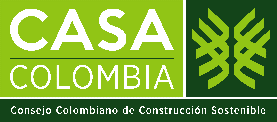 CASA
COLOMBIA
Consejo Colombiano de Construcción Sostenible